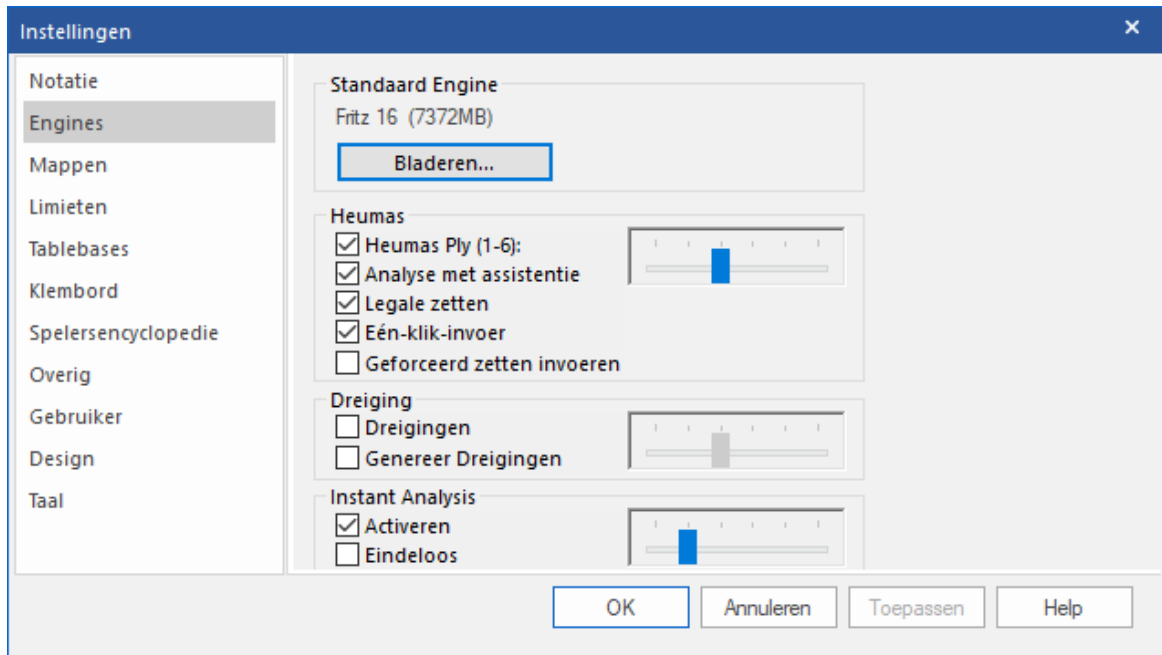 Instellingen
Notatie
Engines
Mappen
Limieten
Tablebases
Klembord
Spelersencyclopedie
Overig
Gebruiker
Design
Taal
Standaard Engine
Fritz 16 (7372MB)
Bladeren...
Heumas
Heumas Ply (1-6):
Analyse met assistentie
Legale zetten
Eén-klik-invoer
Geforceerd zetten invoeren
Dreiging
Dreigingen
Genereer Dreigingen
Instant Analysis
Activeren
Eindeloos
OK Annuleren Toepassen Help